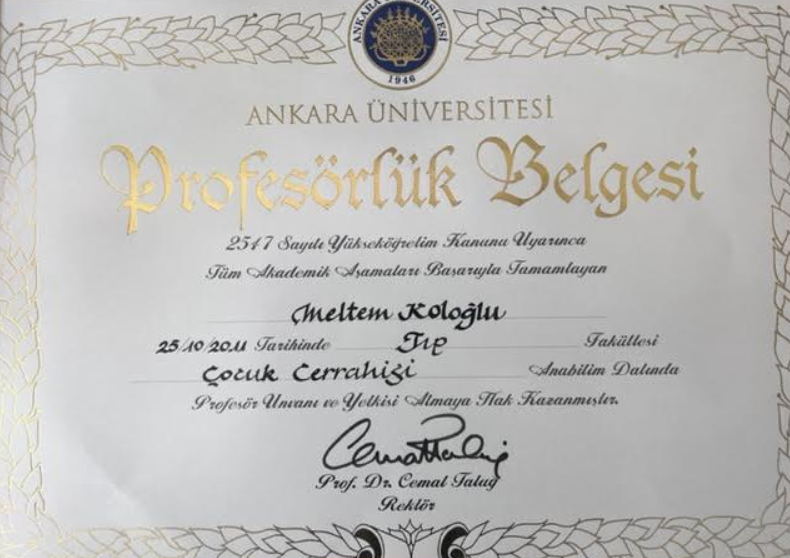 ANKARA ÜNİVERSİTESİ
1946
ANKARA ÜNİVERSİTESİ
Profesörlük Belgesi
2547 Sayılı Yükseköğretim Kanunu Uyarınca
Tüm Akademik Aşamaları Başarıyla Tamamlayan
Meltem Koloğlu
25/10/2011 Tarihinde Tıp Fakültesi
Çocuk Cerrahisi Anabilim Dalında
Profesör Unvanı ve Yetkisi Almaya Hak Kazanmıştır.
Prof. Dr. Cemal Taluğ
Rektör